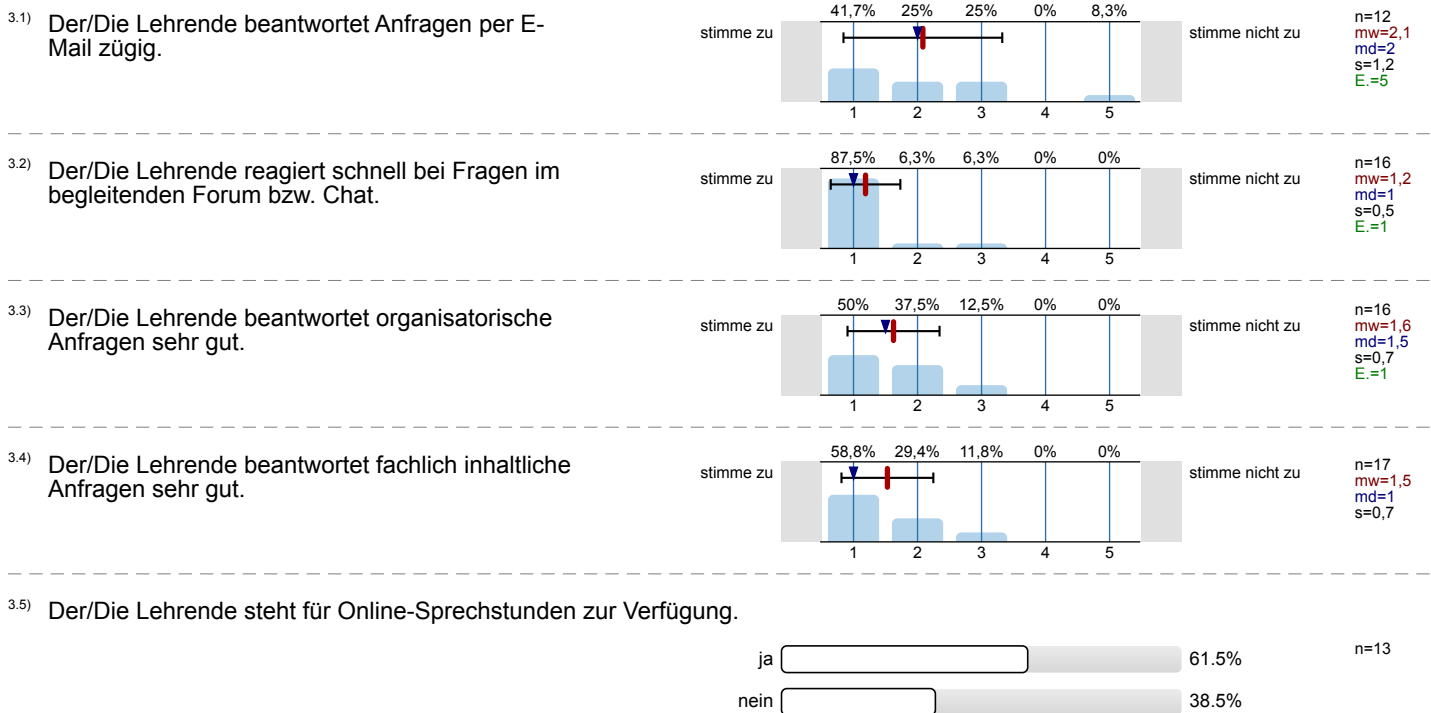 3.1) Der/Die Lehrende beantwortet Anfragen per E-
Mail zügig.
41,7% 25% 25% 0% 8,3%
stimme zu
stimme nicht zu
1 2 3 4 5
n=12
mw=2,1
md=2
s=1,2
E.=5
3.2) Der/Die Lehrende reagiert schnell bei Fragen im
begleitenden Forum bzw. Chat.
87,5% 6,3% 6,3% 0% 0%
stimme zu
stimme nicht zu
1 2 3 4 5
n=16
mw=1,2
md=1
s=0,5
E.=1
3.3) Der/Die Lehrende beantwortet organisatorische
Anfragen sehr gut.
50% 37,5% 12,5% 0% 0%
stimme zu
stimme nicht zu
1 2 3 4 5
n=16
mw=1,6
md=1,5
s=0,7
E.=1
3.4) Der/Die Lehrende beantwortet fachlich inhaltliche
Anfragen sehr gut.
58,8% 29,4% 11,8% 0% 0%
stimme zu
stimme nicht zu
1 2 3 4 5
n=17
mw=1,5
md=1
s=0,7
3.5) Der/Die Lehrende steht für Online-Sprechstunden zur Verfügung.
ja 61.5%
n=13
nein 38.5%